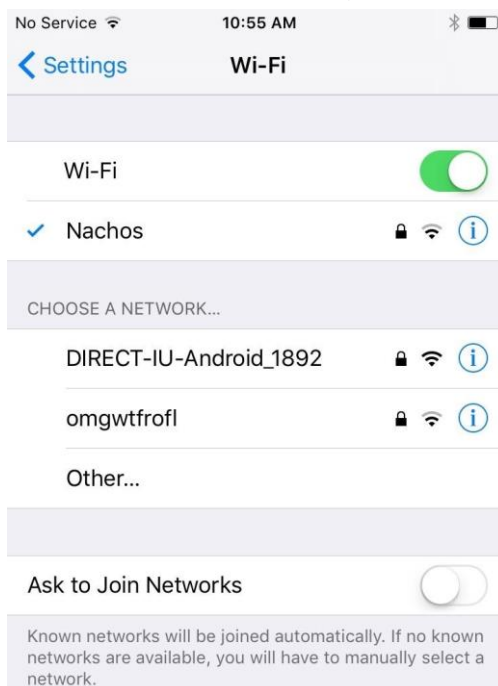 No Service 10:55 AM
Settings Wi-Fi
Wi-Fi
Nachos
CHOOSE A NETWORK...
DIRECT-IU-Android_1892
omgwtfrofl
Other...
Ask to Join Networks
Known networks will be joined automatically. If no known
networks are available, you will have to manually select a
network.